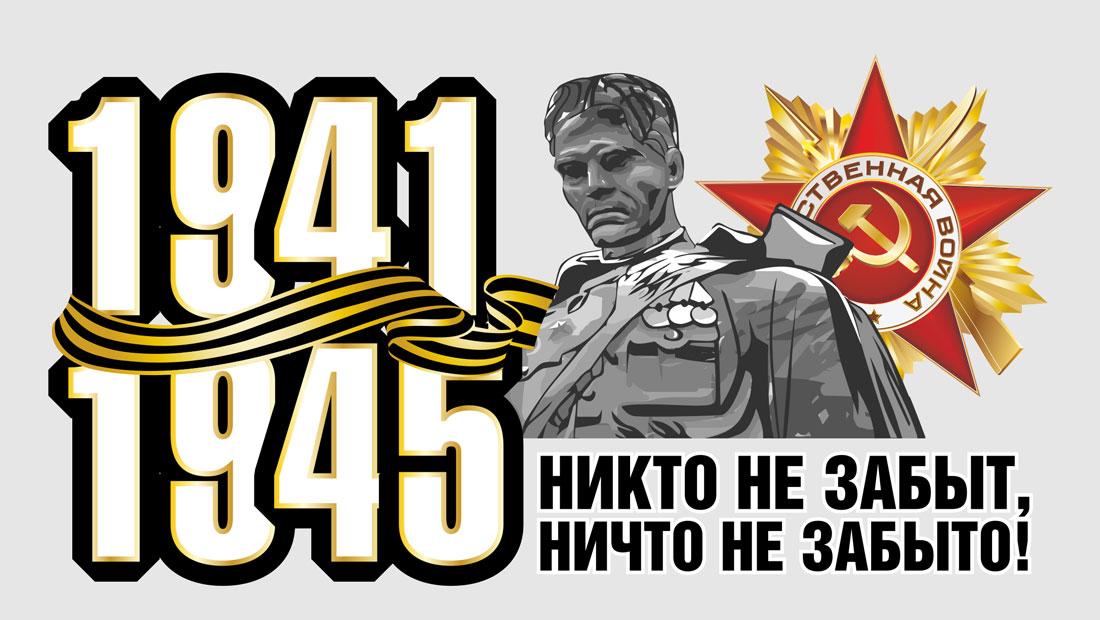 1941
1945
СТВЕННАЯ ВОЙНА
НИКТО НЕ ЗАБЫТ,
НИЧТО НЕ ЗАБЫТО!